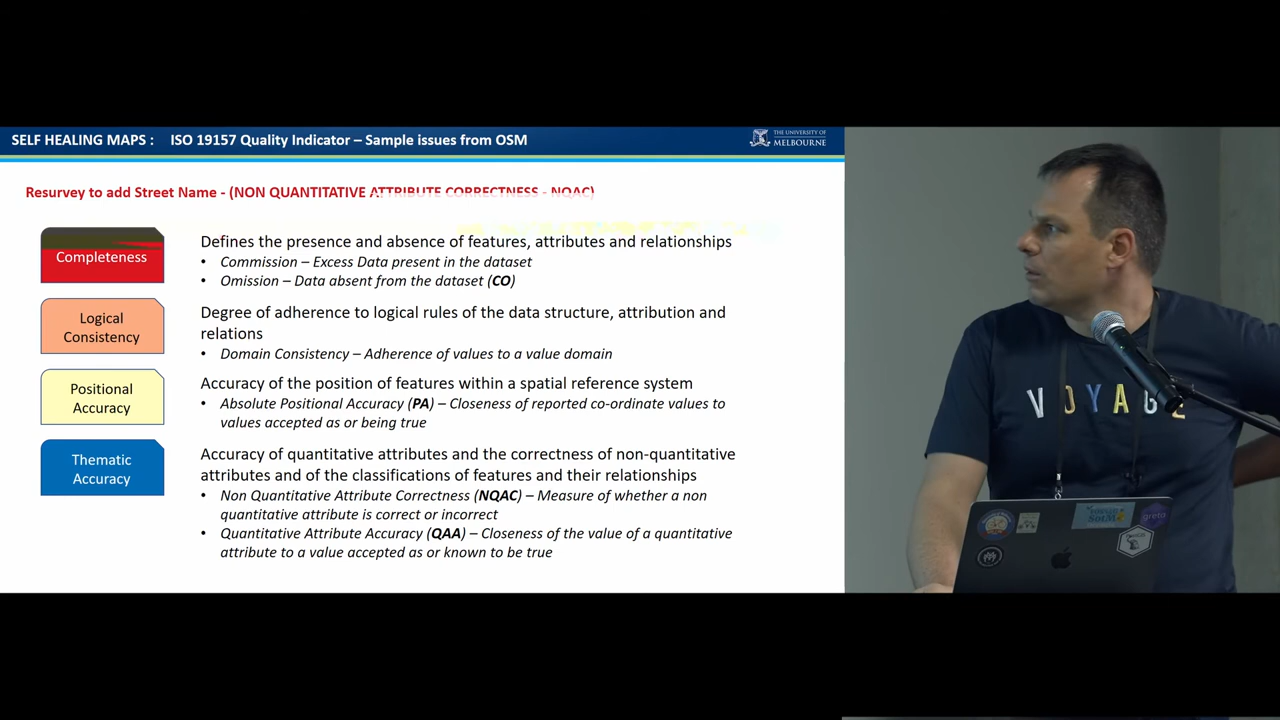 SELF HEALING MAPS : ISO 19157 Quality Indicator – Sample issues from OSM
THE UNIVERSITY OF
MELBOURNE
Resurvey to add Street Name - (NON QUANTITATIVE ATTRIBUTE CORRECTNESS - NQAC)
Completeness
Defines the presence and absence of features, attributes and relationships
• Commission – Excess Data present in the dataset
• Omission – Data absent from the dataset (CO)
Logical
Consistency
Degree of adherence to logical rules of the data structure, attribution and
relations
• Domain Consistency – Adherence of values to a value domain
Positional
Accuracy
Accuracy of the position of features within a spatial reference system
• Absolute Positional Accuracy (PA) – Closeness of reported co-ordinate values to
values accepted as or being true
Thematic
Accuracy
Accuracy of quantitative attributes and the correctness of non-quantitative
attributes and of the classifications of features and their relationships
• Non Quantitative Attribute Correctness (NQAC) – Measure of whether a non
quantitative attribute is correct or incorrect
• Quantitative Attribute Accuracy (QAA) – Closeness of the value of a quantitative
attribute to a value accepted as or known to be true
VOYAGE
SotM
greta